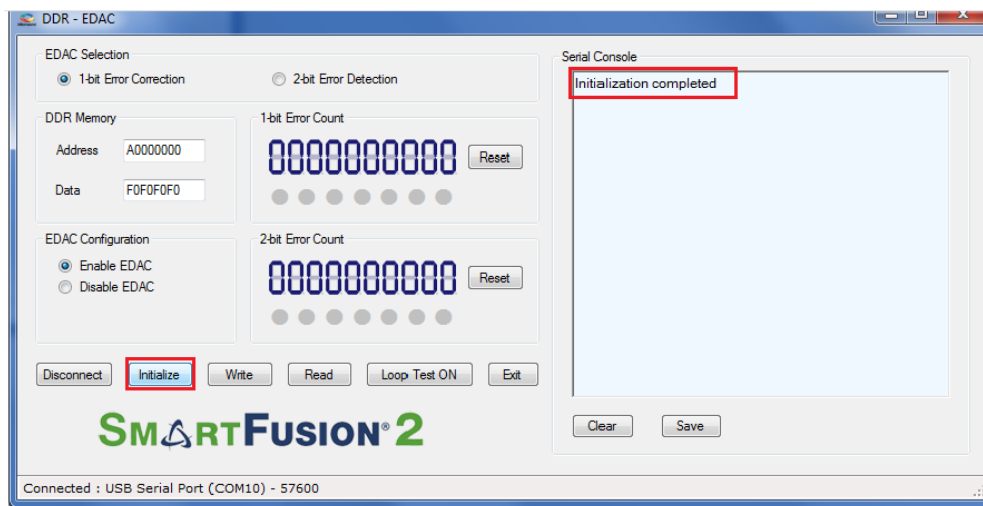 DDR - EDAC
EDAC Selection
1-bit Error Correction
2-bit Error Detection
DDR Memory
Address
A0000000
Data
F0F0F0F0
1-bit Error Count
0000000000
Reset
EDAC Configuration
Enable EDAC
Disable EDAC
2-bit Error Count
0000000000
Reset
Disconnect
Initialize
Write
Read
Loop Test ON
Exit
SMARTFUSION®2
Serial Console
Initialization completed
Clear
Save
Connected : USB Serial Port (COM10) - 57600